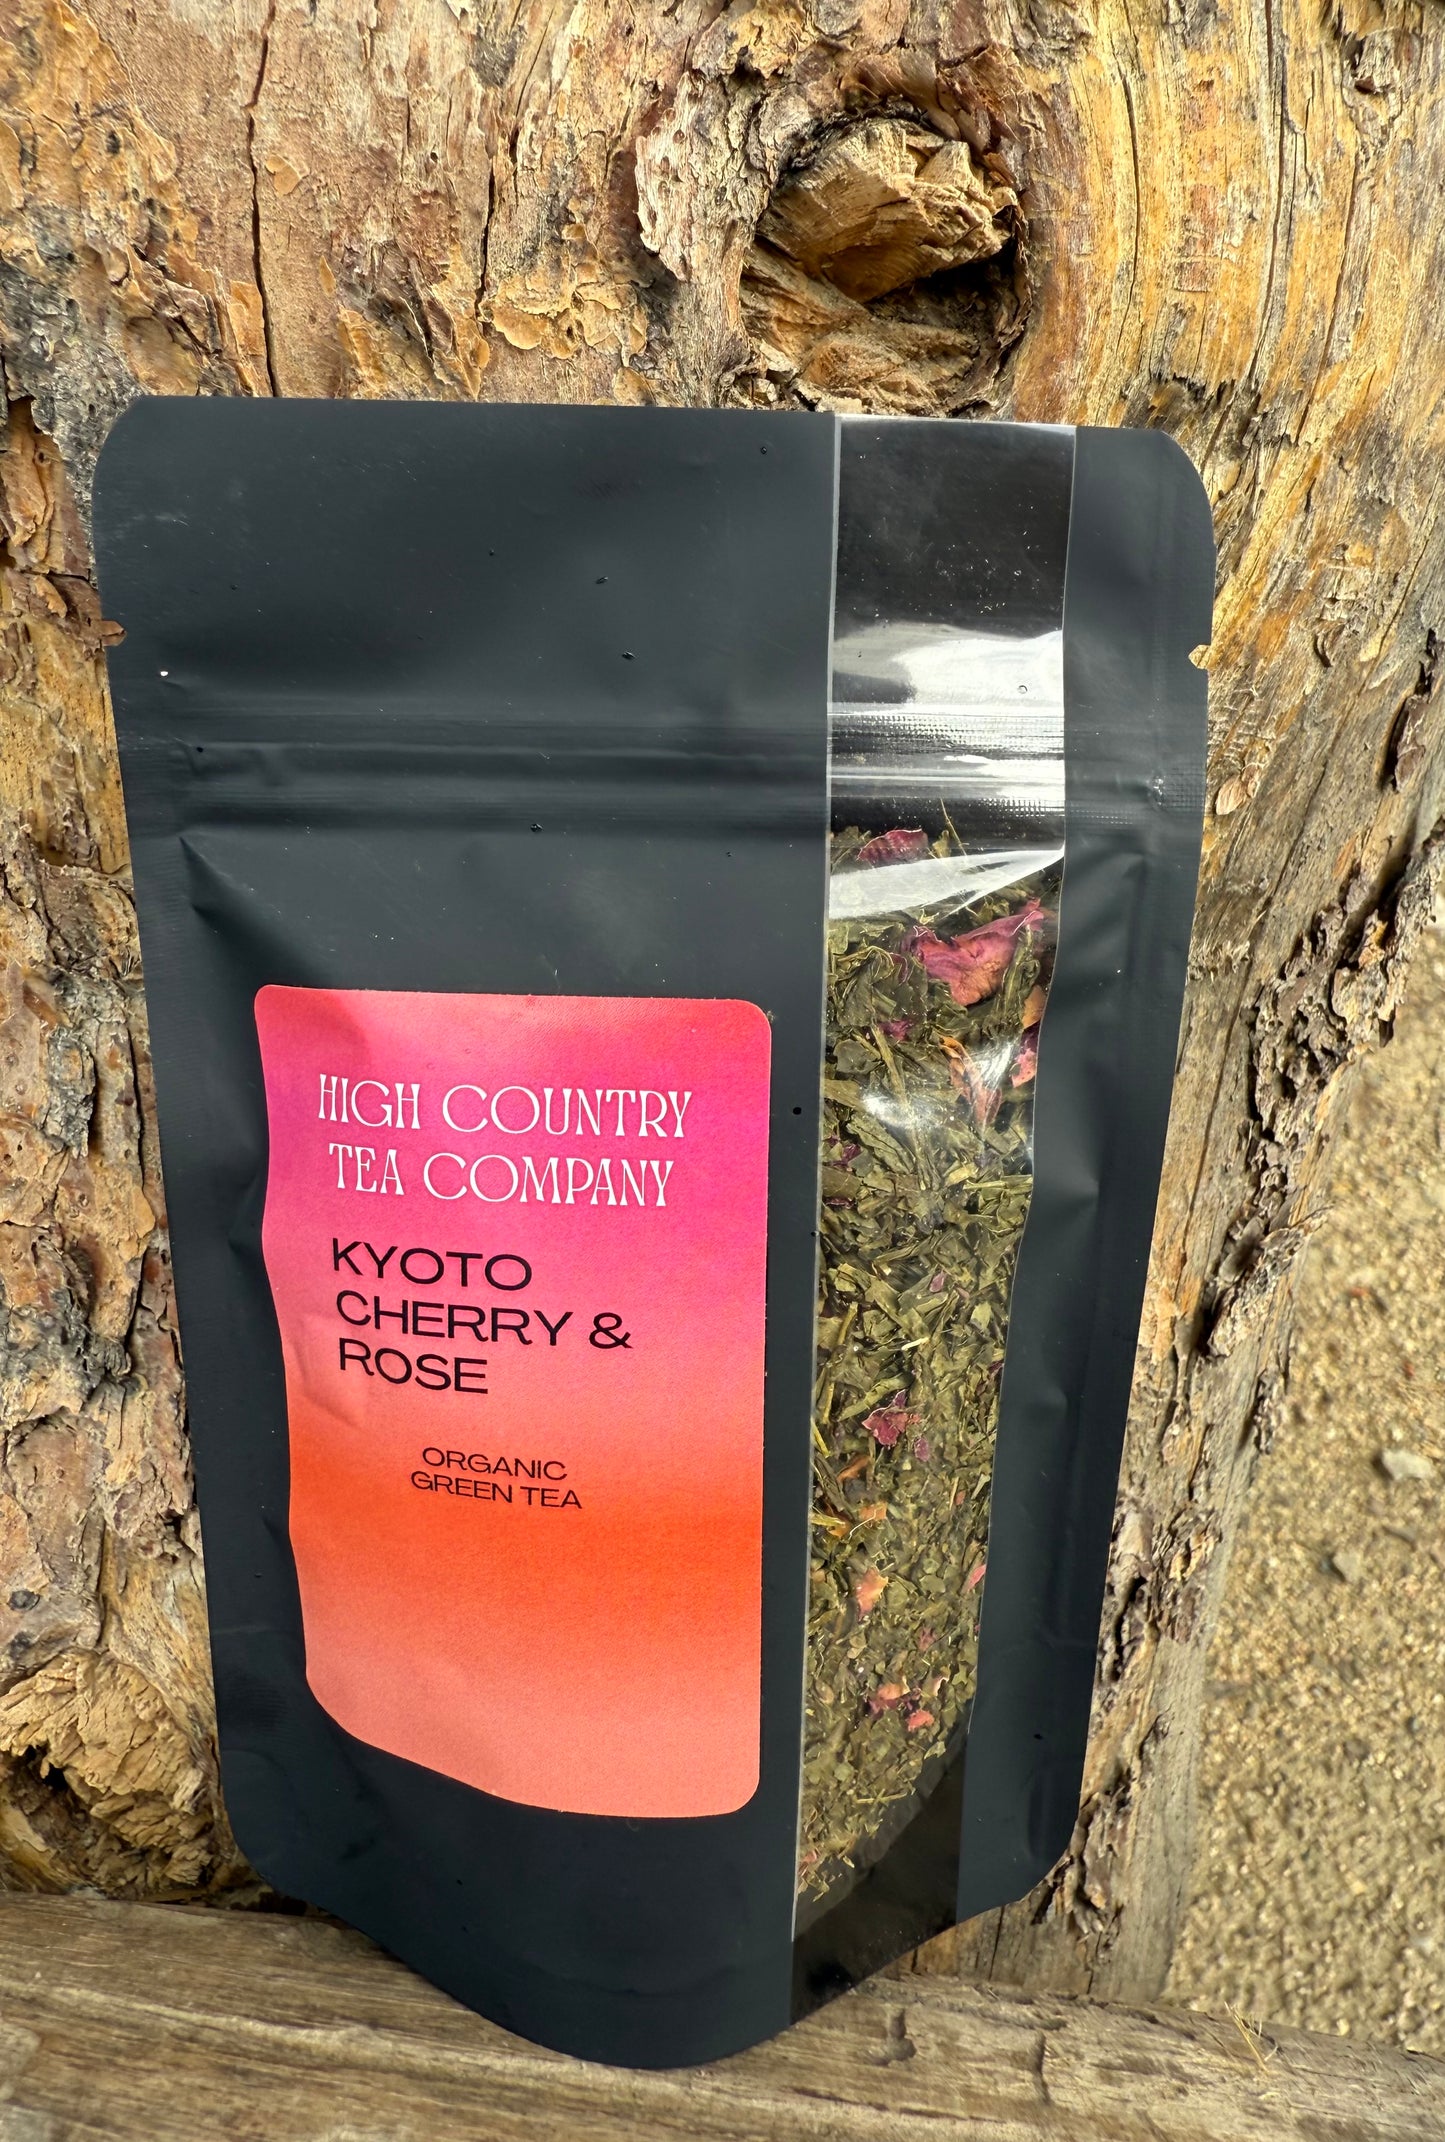 HIGH COUNTRY
TEA COMPANY
KYOTO
CHERRY &
ROSE
ORGANIC
GREEN TEA